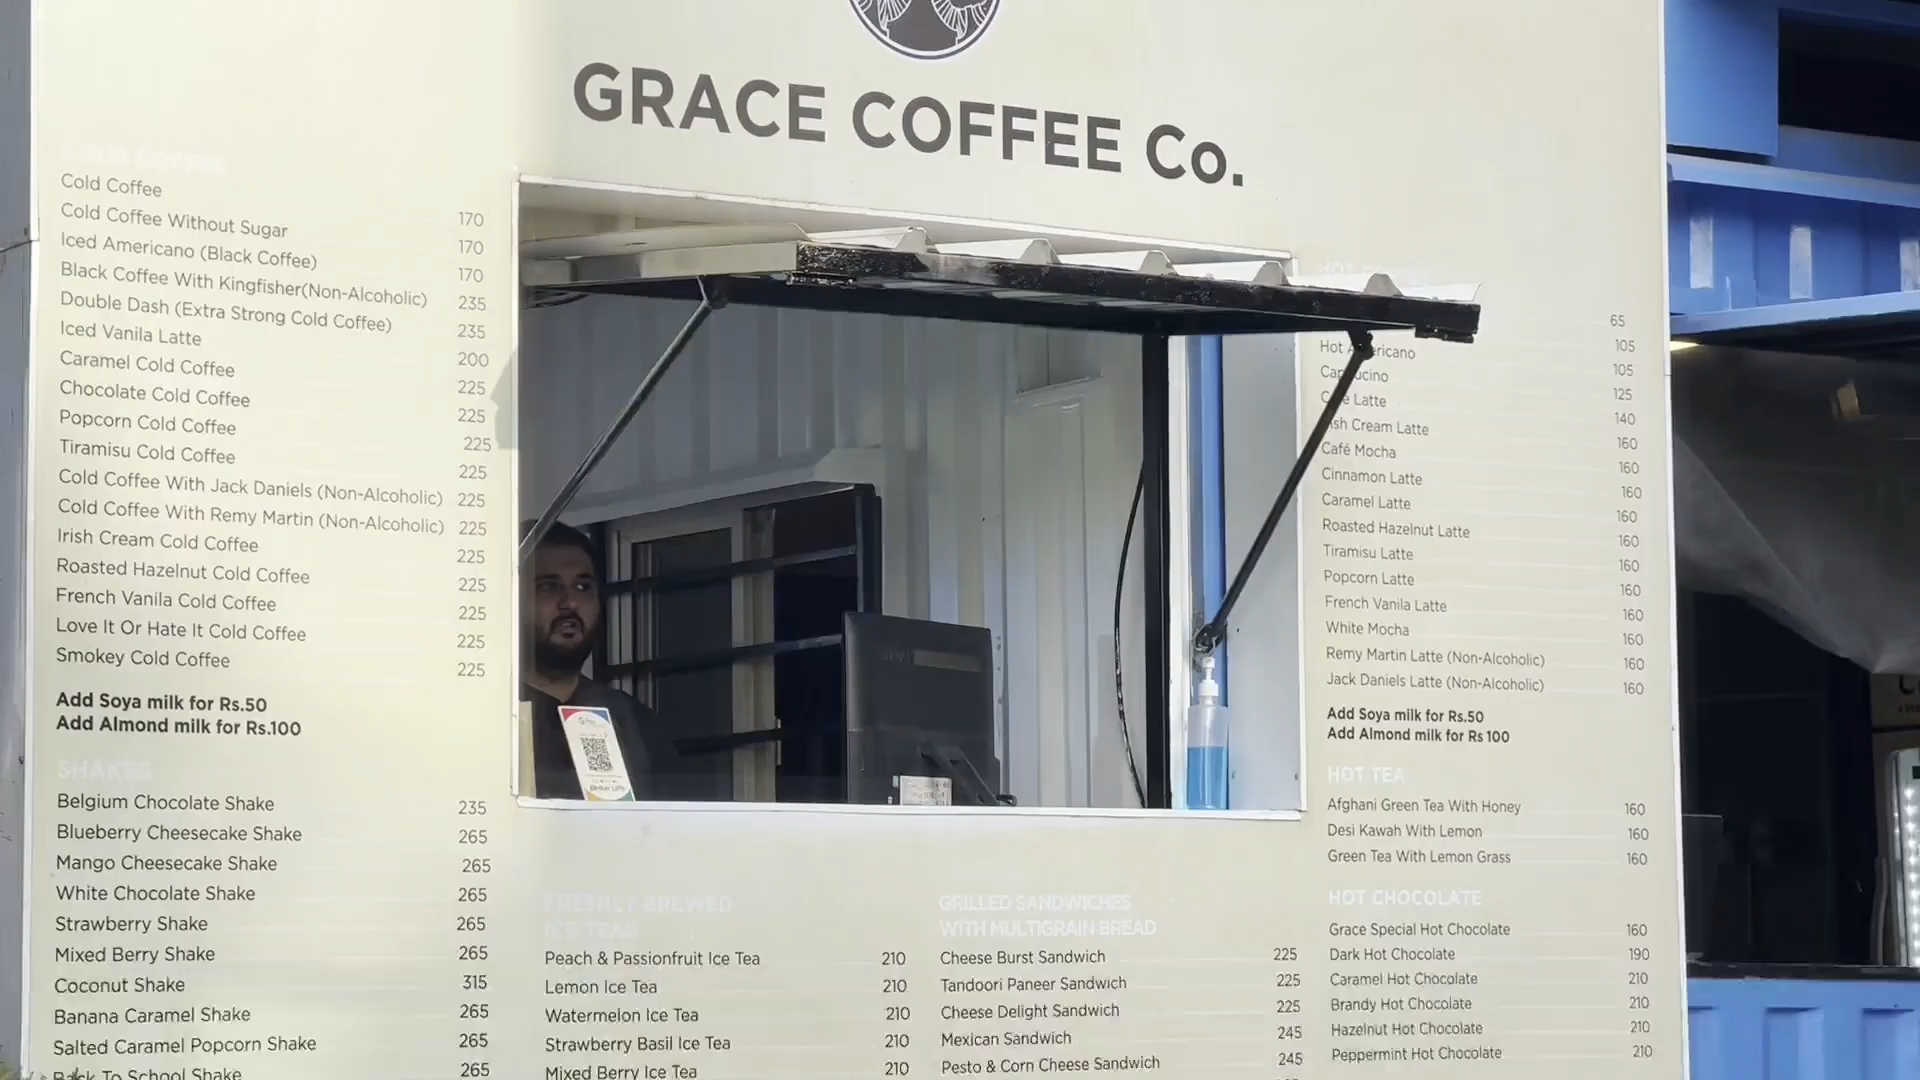 GRACE COFFEE Co.
COLD COFFEE
Cold Coffee 170
Cold Coffee Without Sugar 170
Iced Americano (Black Coffee) 170
Black Coffee With Kingfisher(Non-Alcoholic) 235
Double Dash (Extra Strong Cold Coffee) 235
Iced Vanila Latte 200
Caramel Cold Coffee 225
Chocolate Cold Coffee 225
Popcorn Cold Coffee 225
Tiramisu Cold Coffee 225
Cold Coffee With Jack Daniels (Non-Alcoholic) 225
Cold Coffee With Remy Martin (Non-Alcoholic) 225
Irish Cream Cold Coffee 225
Roasted Hazelnut Cold Coffee 225
French Vanila Cold Coffee 225
Love It Or Hate It Cold Coffee 225
Smokey Cold Coffee 225
Add Soya milk for Rs.50
Add Almond milk for Rs.100
SHAKES
Belgium Chocolate Shake 235
Blueberry Cheesecake Shake 265
Mango Cheesecake Shake 265
White Chocolate Shake 265
Strawberry Shake 265
Mixed Berry Shake 265
Coconut Shake 315
Banana Caramel Shake 265
Salted Caramel Popcorn Shake 265
Back To School Shake 265
FRESHLY BREWED
ICE TEAS
Peach & Passionfruit Ice Tea 210
Lemon Ice Tea 210
Watermelon Ice Tea 210
Strawberry Basil Ice Tea 210
Mixed Berry Ice Tea 210
GRILLED SANDWICHES
WITH MULTIGRAIN BREAD
Cheese Burst Sandwich 225
Tandoori Paneer Sandwich 225
Cheese Delight Sandwich 225
Mexican Sandwich 245
Pesto & Corn Cheese Sandwich 245
HOT
65
Hot Americano 105
Cappucino 105
Cafe Latte 125
Irish Cream Latte 140
Café Mocha 160
Cinnamon Latte 160
Caramel Latte 160
Roasted Hazelnut Latte 160
Tiramisu Latte 160
Popcorn Latte 160
French Vanila Latte 160
White Mocha 160
Remy Martin Latte (Non-Alcoholic) 160
Jack Daniels Latte (Non-Alcoholic) 160
160
Add Soya milk for Rs.50
Add Almond milk for Rs 100
HOT TEA
Afghani Green Tea With Honey 160
Desi Kawah With Lemon 160
Green Tea With Lemon Grass 160
HOT CHOCOLATE
Grace Special Hot Chocolate 160
Dark Hot Chocolate 190
Caramel Hot Chocolate 210
Brandy Hot Chocolate 210
Hazelnut Hot Chocolate 210
Peppermint Hot Chocolate 210